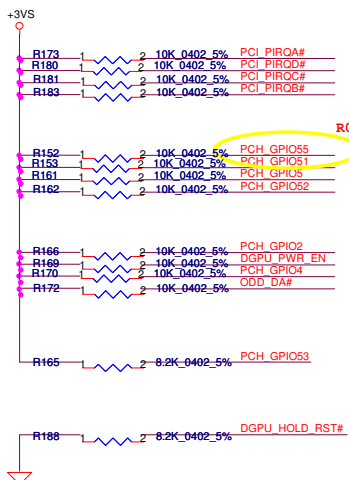 +3VS
R173 1 2 10K_0402_5% PCI_PIRQA#
R180 1 2 10K_0402_5% PCI_PIRQD#
R181 1 2 10K_0402_5% PCI_PIRQC#
R183 1 2 10K_0402_5% PCI_PIRQB#
R0
R152 1 2 10K_0402_5% PCH_GPIO55
R153 1 2 10K_0402_5% PCH_GPIO51
R161 1 2 10K_0402_5% PCH_GPIO5
R162 1 2 10K_0402_5% PCH_GPIO52
R166 1 2 10K_0402_5% PCH_GPIO2
R169 1 2 10K_0402_5% DGPU_PWR_EN
R170 1 2 10K_0402_5% PCH_GPIO4
R172 1 2 10K_0402_5% ODD_DA#
R165 1 2 8.2K_0402_5% PCH_GPIO53
R188 1 2 8.2K_0402_5% DGPU_HOLD_RST#